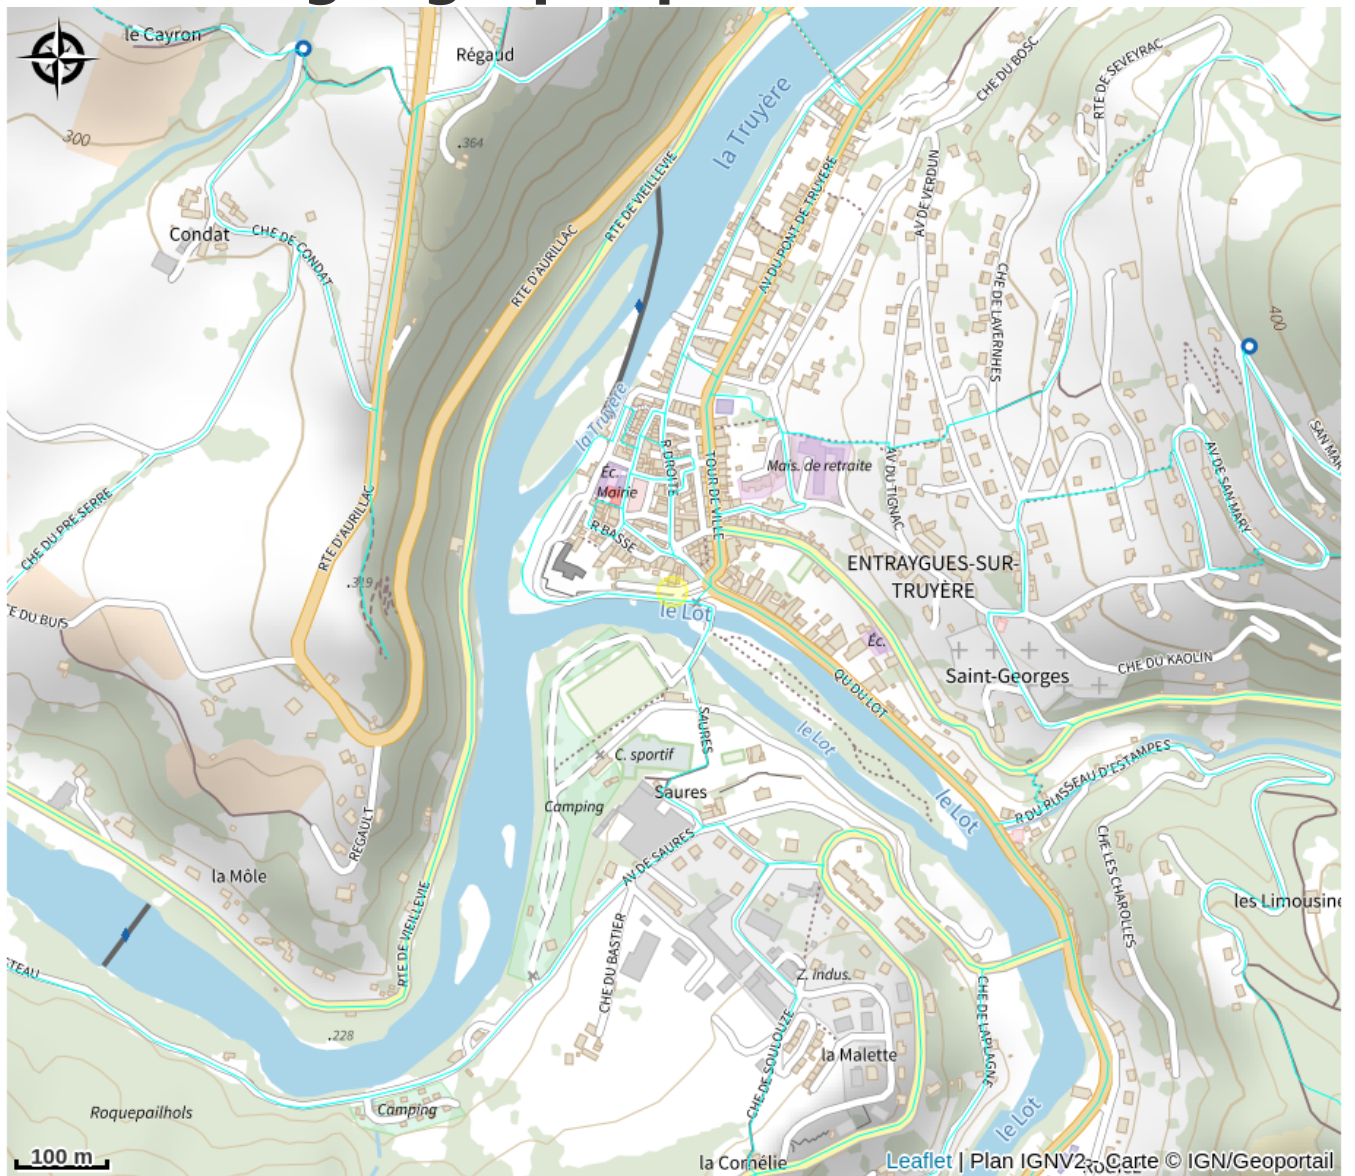 le Cayron
Régaud
300
.364
la Truyère
CHE DU BOSC
RTE DE SEVEYRAC
RTE DE VIEILLEVIE
RTE D'AURILLAC
AV DU PONT DE TRUYERE
AV DE VERDUN
Condat
CHE DE CONDAT
CHE DE LAVERNHES
400
la Truyère
R DROITE
TOUR DE VILLE
Éc.
Mairie
Mais. de retraite
AV DU TIGNAC
AV DE SAN MARY
SAN MAR
CHE DU PRE SERRE
RTE D'AURILLAC
R BASSE
.319
ENTRAYGUES-SUR-
TRUYÈRE
E DU BUIS
le Lot
Éc.
CHE DU KAOLIN
Saint-Georges
QU DU LOT
SAURES
le Lot
C. sportif
Saures
Camping
le Lot
R DU RUISSEAU D'ESTAMPES
REGAULT
AV DE SAURES
CHE LES CHAROLLES
la Môle
les Limousine
RTE DE VIEILLEVIE
CHE DU BASTIER
TEAU
Z. indus.
CHE DE LAPLAGNE
.228
CHE DE SOULOUZE
la Malette
Roquepailhols
Camping
le Lot
100 m
la Cornélie
Leaflet | Plan IGNV2 - Carte © IGN/Geoportail